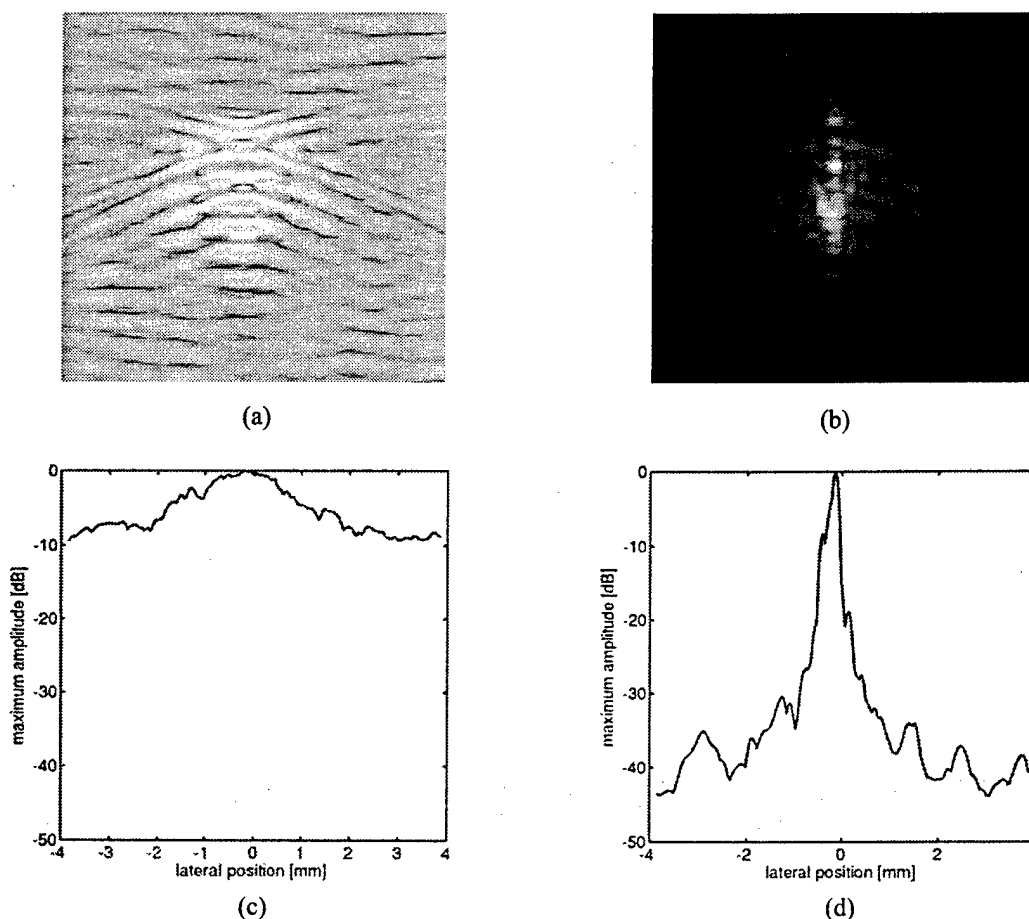 (a)
(b)
0
-10
-20
-30
-40
-50
maximum amplitude [dB]
-4 -3 -2 -1 0 1 2 3 4
lateral position [mm]
(c)
0
-10
-20
-30
-40
-50
maximum amplitude [dB]
-4 -2 0 2
lateral position [mm]
(d)